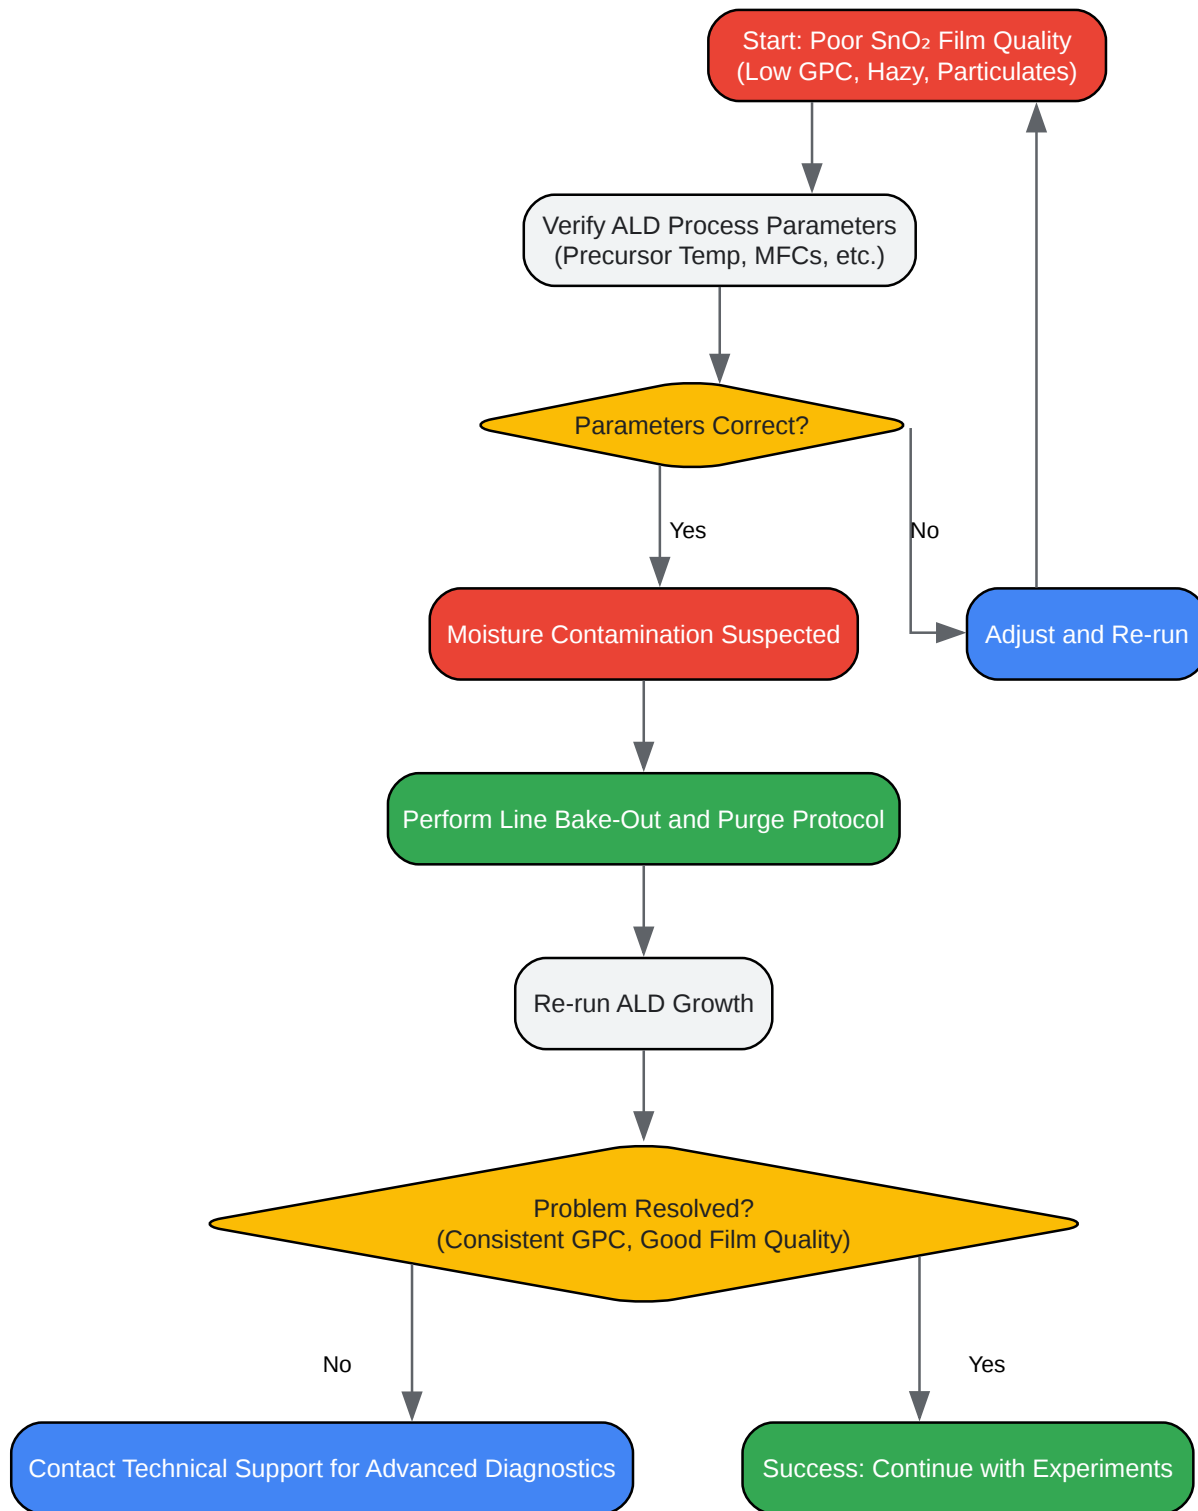 Start: Poor SnO₂ Film Quality
(Low GPC, Hazy, Particulates)
Verify ALD Process Parameters
(Precursor Temp, MFCs, etc.)
Parameters Correct?
Yes
No
Moisture Contamination Suspected
Adjust and Re-run
Perform Line Bake-Out and Purge Protocol
Re-run ALD Growth
Problem Resolved?
(Consistent GPC, Good Film Quality)
No
Yes
Contact Technical Support for Advanced Diagnostics
Success: Continue with Experiments